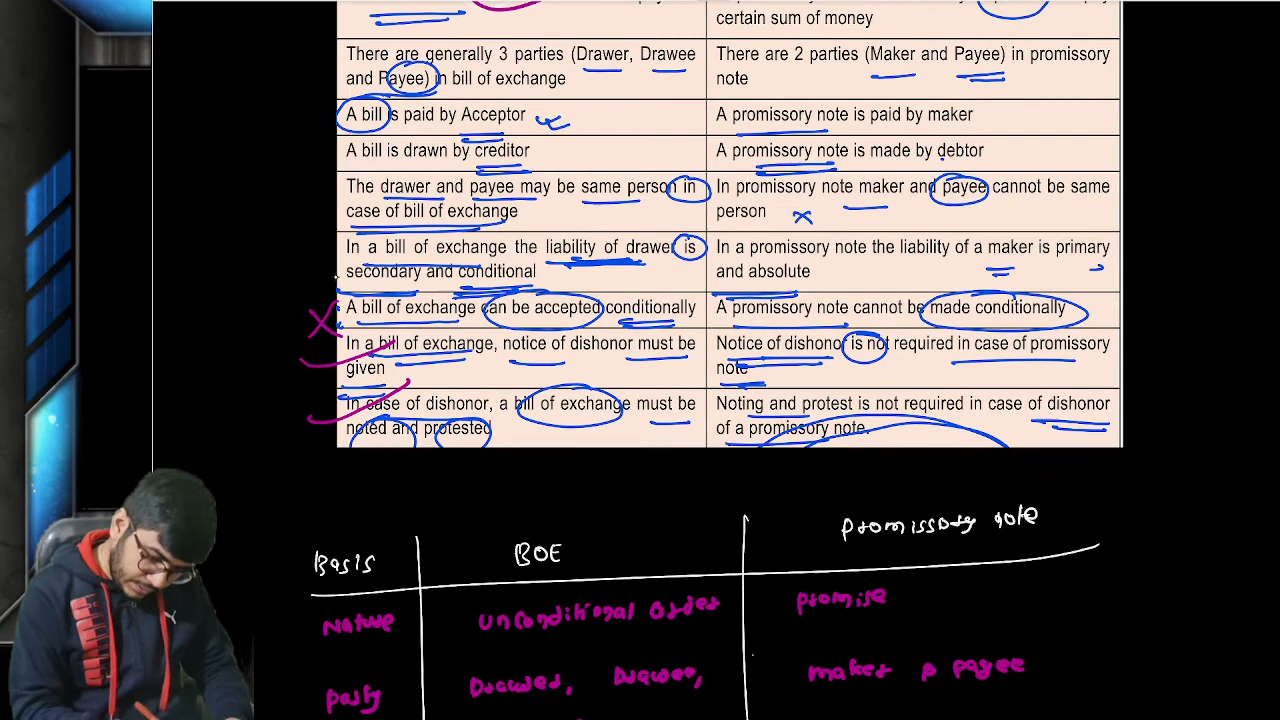 certain sum of money
There are generally 3 parties (Drawer, Drawee
and Payee) in bill of exchange
There are 2 parties (Maker and Payee) in promissory
note
A bill is paid by Acceptor
A promissory note is paid by maker
A bill is drawn by creditor
A promissory note is made by debtor
The drawer and payee may be same person in
case of bill of exchange
In promissory note maker and payee cannot be same
person
In a bill of exchange the liability of drawer is
secondary and conditional
In a promissory note the liability of a maker is primary
and absolute
A bill of exchange can be accepted conditionally
A promissory note cannot be made conditionally
In a bill of exchange, notice of dishonor must be
given
Notice of dishonor is not required in case of promissory
note
In case of dishonor, a bill of exchange must be
noted and protested
Noting and protest is not required in case of dishonor
of a promissory note.
Basis
BOE
Promissory note
Nature
Unconditional order
Promise
Party
Drawer, Drawee,
maker & payee